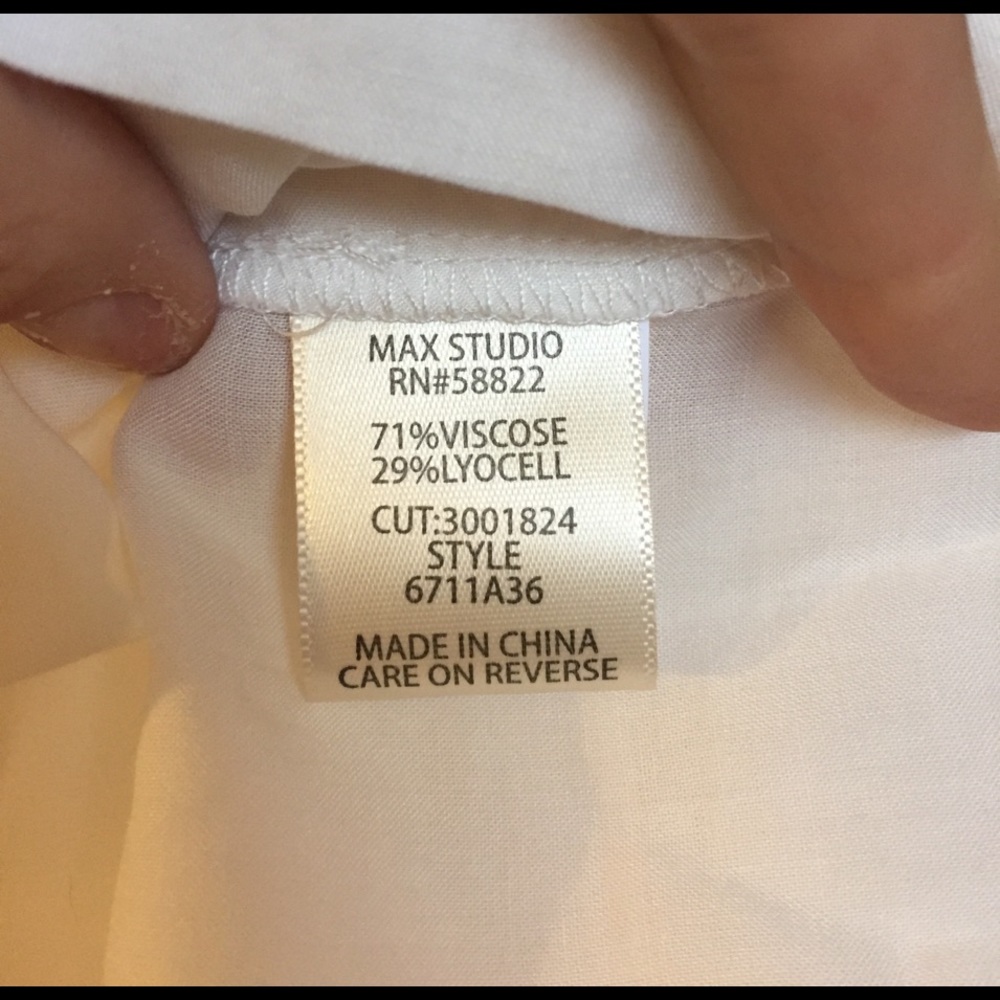 MAX STUDIO
RN#58822
71%VISCOSE
29%LYOCELL
CUT:3001824
STYLE
6711A36
MADE IN CHINA
CARE ON REVERSE